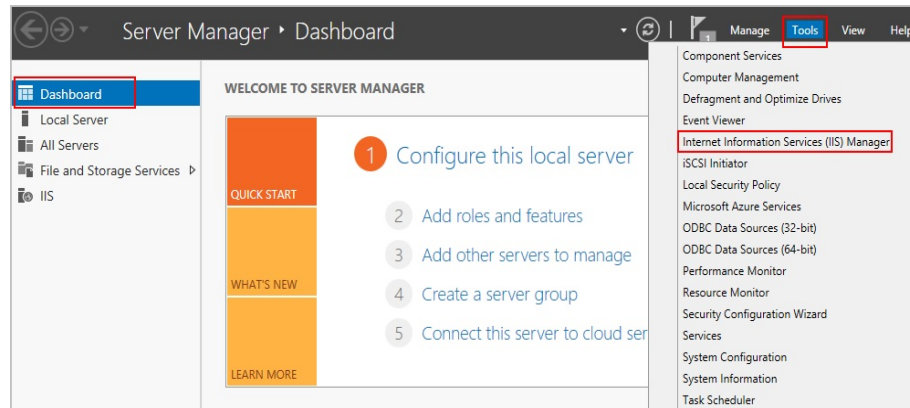 Server Manager ‣ Dashboard
1 Manage Tools View Help
Dashboard
Local Server
All Servers
File and Storage Services
IIS
WELCOME TO SERVER MANAGER
QUICK START
WHAT'S NEW
LEARN MORE
1 Configure this local server
2 Add roles and features
3 Add other servers to manage
4 Create a server group
5 Connect this server to cloud ser
Component Services
Computer Management
Defragment and Optimize Drives
Event Viewer
Internet Information Services (IIS) Manager
iSCSI Initiator
Local Security Policy
Microsoft Azure Services
ODBC Data Sources (32-bit)
ODBC Data Sources (64-bit)
Performance Monitor
Resource Monitor
Security Configuration Wizard
Services
System Configuration
System Information
Task Scheduler